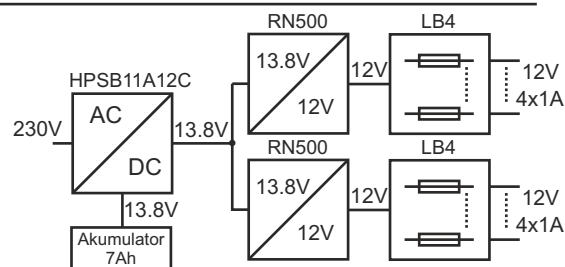 RN500
LB4
HPSB11A12C
13.8V
12V
12V
12V
4x1A
230V
AC
DC
13.8V
13.8V
Akumulator
7Ah
RN500
LB4
13.8V
12V
12V
12V
4x1A